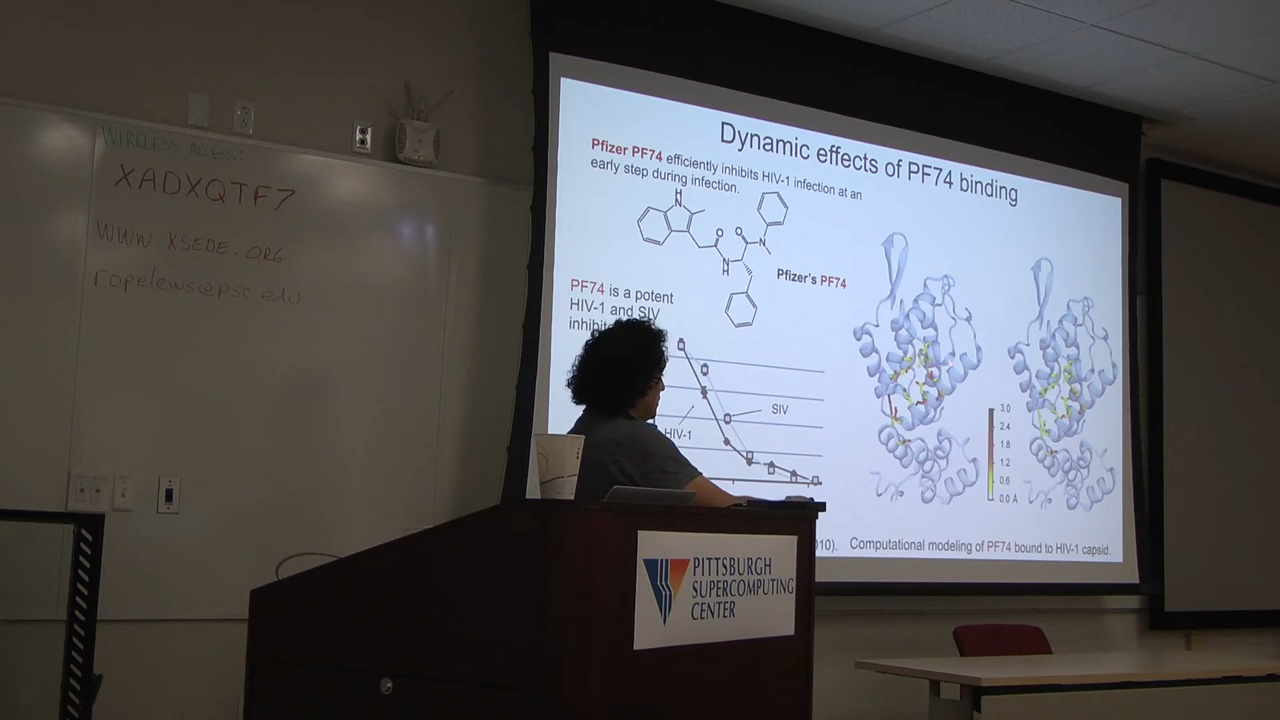 WIRELESS ACCESS:
XADXQTF7
WWW.XSEDE.ORG
ropelews@psc.edu
Dynamic effects of PF74 binding
Pfizer PF74 efficiently inhibits HIV-1 infection at an
early step during infection.
N
H
O
O
N
N
H
Pfizer's PF74
PF74 is a potent
HIV-1 and SIV
SIV
HIV-1
3.0
2.4
1.8
1.2
0.6
0.0 Å
10). Computational modeling of PF74 bound to HIV-1 capsid.
PITTSBURGH
SUPERCOMPUTING
CENTER